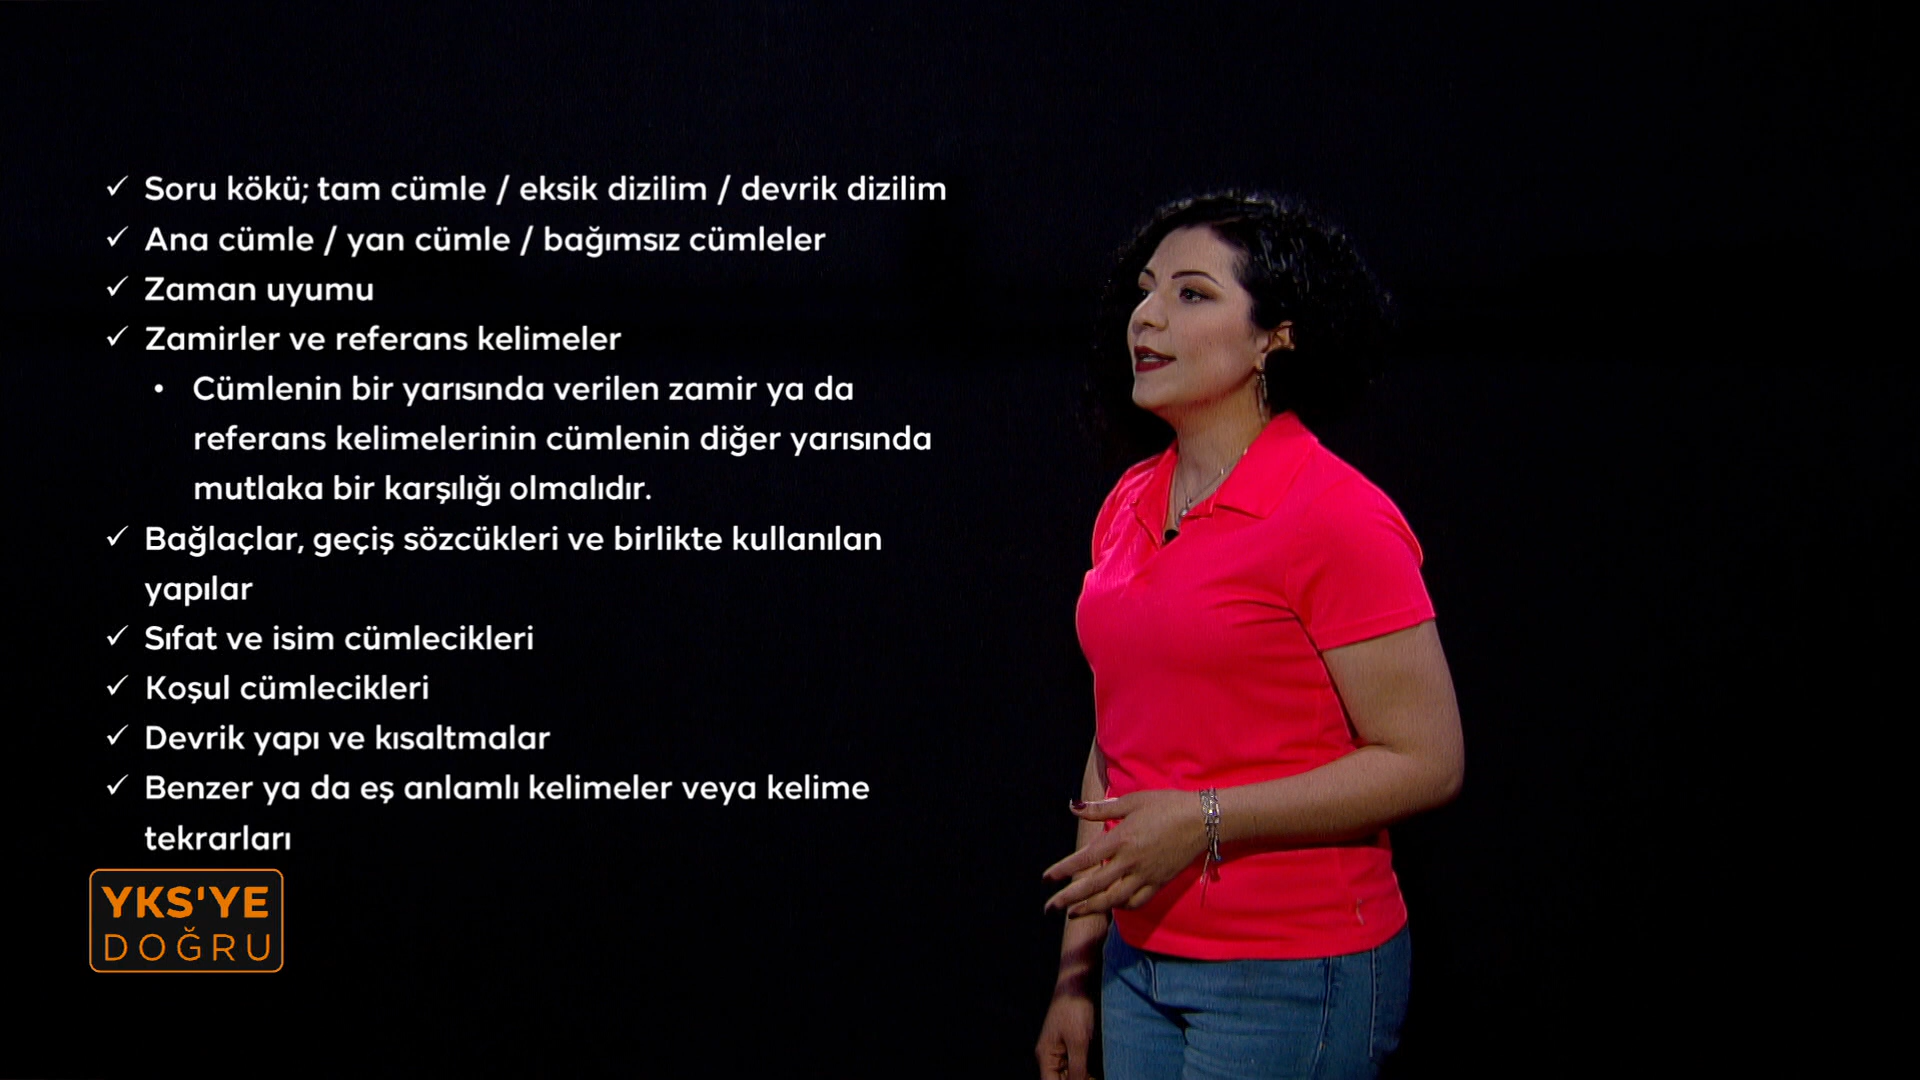 ✓ Soru kökü; tam cümle / eksik dizilim / devrik dizilim
✓ Ana cümle / yan cümle / bağımsız cümleler
✓ Zaman uyumu
✓ Zamirler ve referans kelimeler
• Cümlenin bir yarısında verilen zamir ya da
referans kelimelerinin cümlenin diğer yarısında
mutlaka bir karşılığı olmalıdır.
✓ Bağlaçlar, geçiş sözcükleri ve birlikte kullanılan
yapılar
✓ Sıfat ve isim cümlecikleri
✓ Koşul cümlecikleri
✓ Devrik yapı ve kısaltmalar
✓ Benzer ya da eş anlamlı kelimeler veya kelime
tekrarları
YKS'YE
DOĞRU